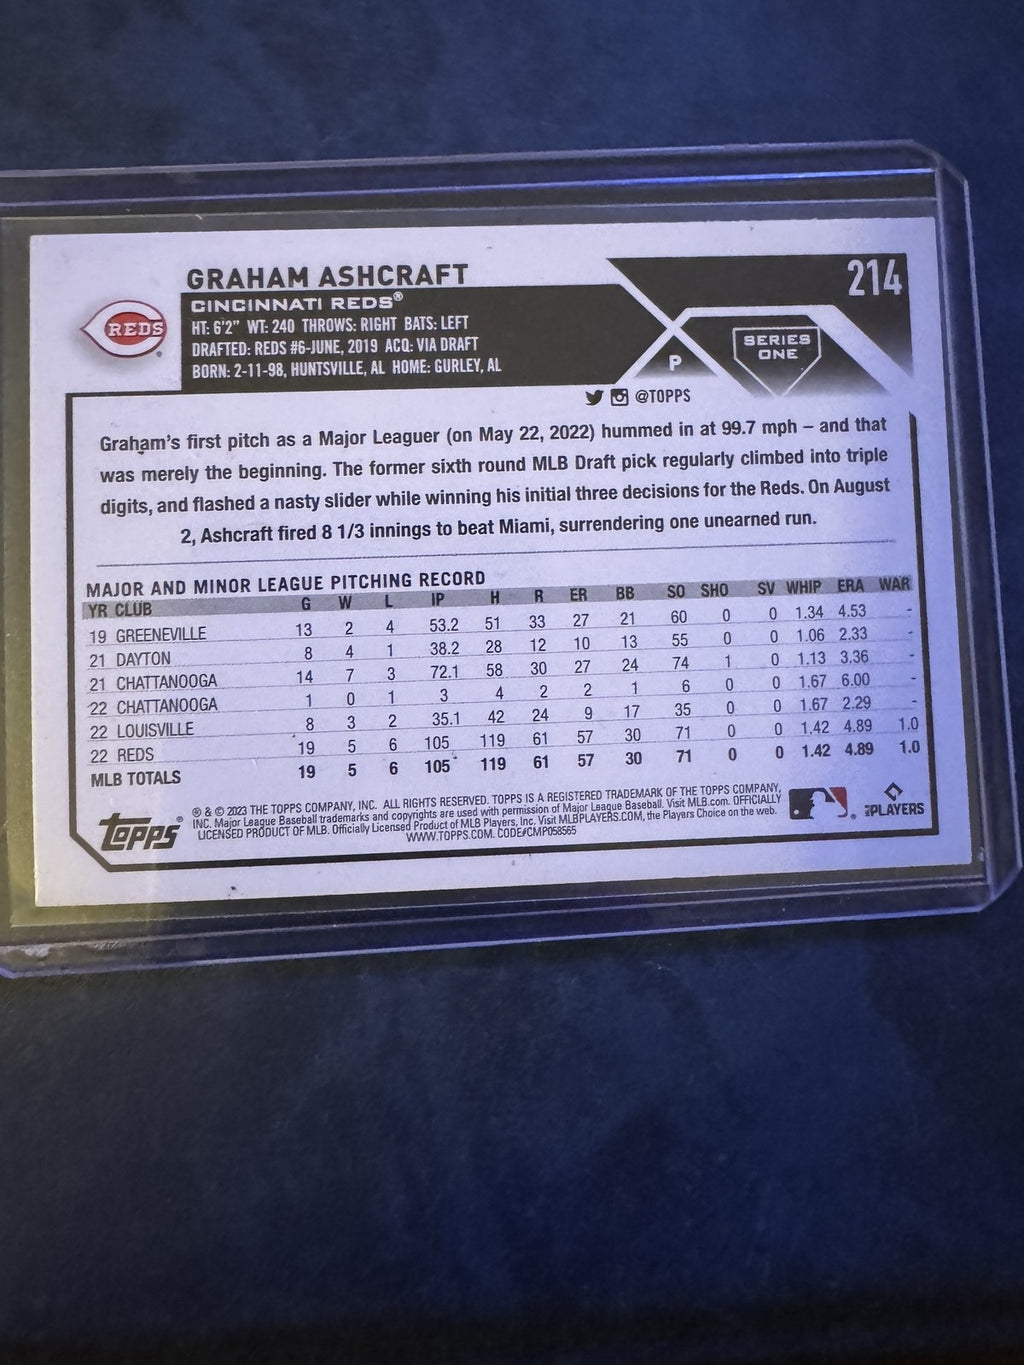 GRAHAM ASHCRAFT
214
CINCINNATI REDS®
REDS
HT: 6'2" WT: 240 THROWS: RIGHT BATS: LEFT
DRAFTED: REDS #6-JUNE, 2019 ACQ: VIA DRAFT
BORN: 2-11-98, HUNTSVILLE, AL HOME: GURLEY, AL
P
SERIES
ONE
@TOPPS
Graham's first pitch as a Major Leaguer (on May 22, 2022) hummed in at 99.7 mph – and that
was merely the beginning. The former sixth round MLB Draft pick regularly climbed into triple
digits, and flashed a nasty slider while winning his initial three decisions for the Reds. On August
2, Ashcraft fired 8 1/3 innings to beat Miami, surrendering one unearned run.
MAJOR AND MINOR LEAGUE PITCHING RECORD
YR CLUB G W L IP H R ER BB SO SHO SV WHIP ERA WAR
19 GREENEVILLE 13 2 4 53.2 51 33 27 21 60 0 0 1.34 4.53 -
21 DAYTON 8 4 1 38.2 28 12 10 13 55 0 0 1.06 2.33 -
21 CHATTANOOGA 14 7 3 72.1 58 30 27 24 74 1 0 1.13 3.36 -
22 CHATTANOOGA 1 0 1 3 4 2 2 1 6 0 0 1.67 6.00 -
22 LOUISVILLE 8 3 2 35.1 42 24 9 17 35 0 0 1.67 2.29 -
22 REDS 19 5 6 105 119 61 57 30 71 0 0 1.42 4.89 1.0
MLB TOTALS 19 5 6 105 119 61 57 30 71 0 0 1.42 4.89 1.0
topps®
® & © 2023 THE TOPPS COMPANY, INC. ALL RIGHTS RESERVED. TOPPS IS A REGISTERED TRADEMARK OF THE TOPPS COMPANY,
INC. Major League Baseball trademarks and copyrights are used with permission of Major League Baseball. Visit MLB.com. OFFICIALLY
LICENSED PRODUCT OF MLB. Officially Licensed Product of MLB Players, Inc. Visit MLBPLAYERS.COM, the Players Choice on the web.
WWW.TOPPS.COM. CODE#CMP058565
®
PLAYERS